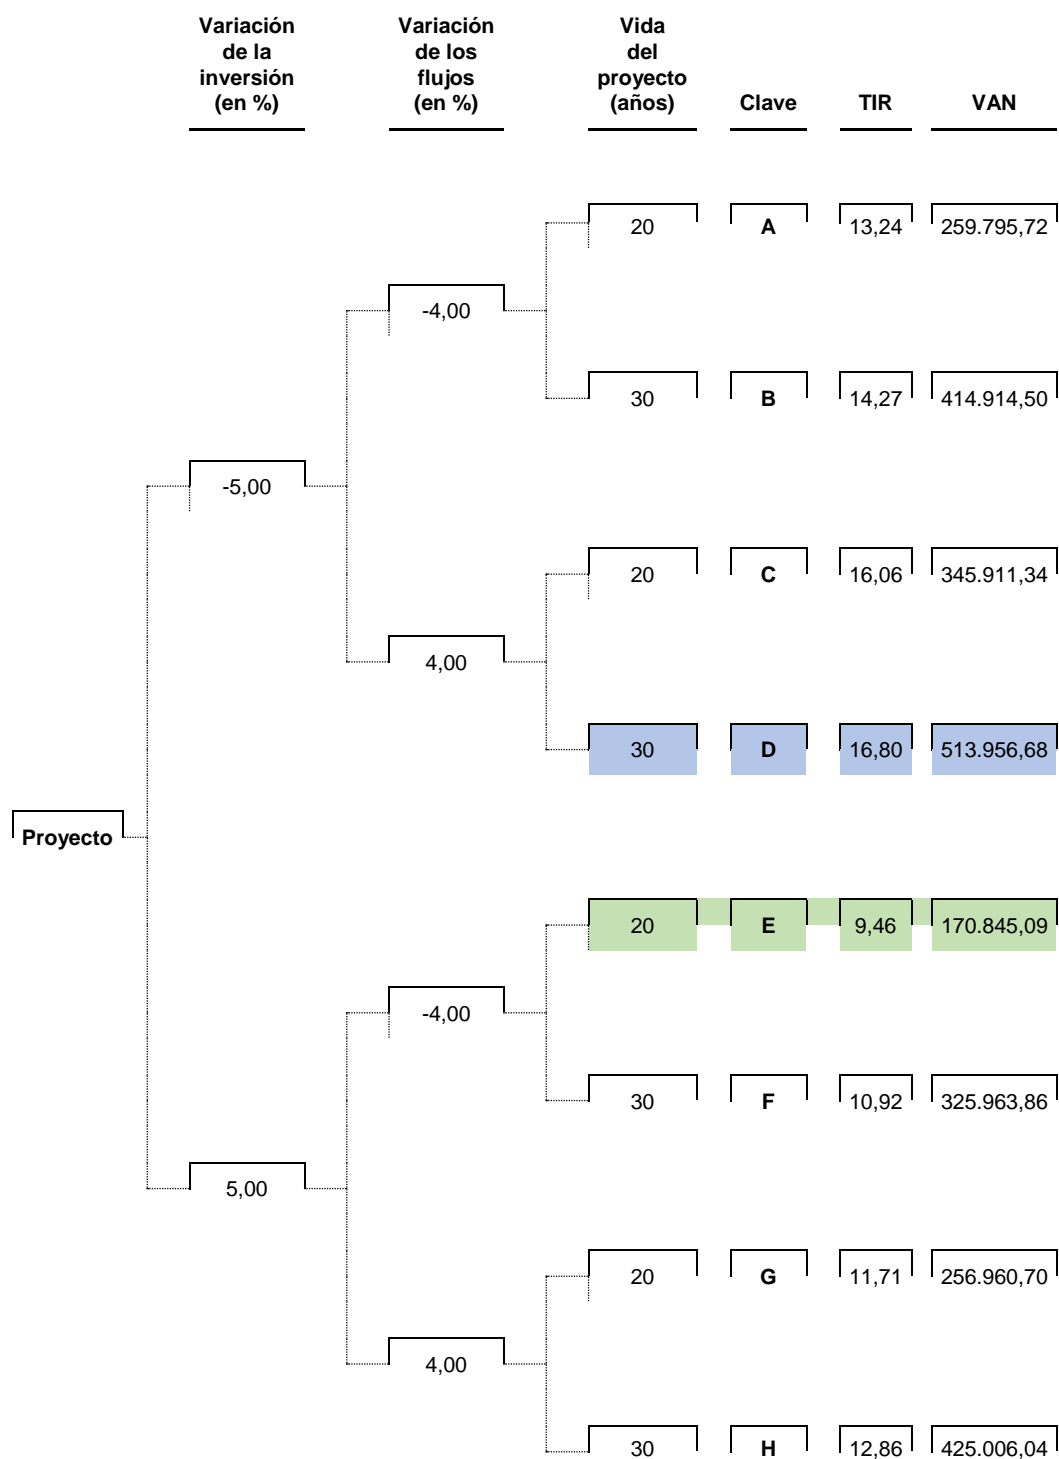 Variación
de la
inversión
(en %)
Variación
de los
flujos
(en %)
Vida
del
proyecto
(años)
Clave
TIR
VAN
20 A 13,24 259.795,72
-4,00
30 B 14,27 414.914,50
-5,00
20 C 16,06 345.911,34
4,00
30 D 16,80 513.956,68
Proyecto
20 E 9,46 170.845,09
-4,00
30 F 10,92 325.963,86
5,00
20 G 11,71 256.960,70
4,00
30 H 12,86 425.006,04